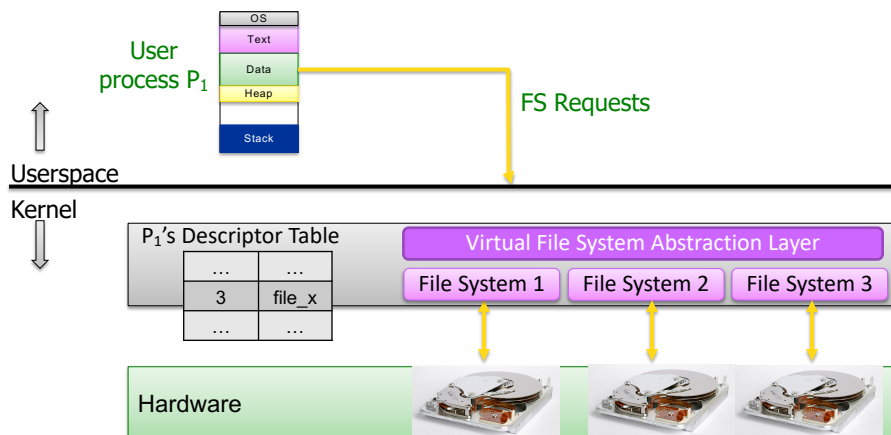 OS
Text
Data
Heap
Stack
User
process P₁
FS Requests
Userspace
Kernel
P₁'s Descriptor Table
… …
3 file_x
… …
Virtual File System Abstraction Layer
File System 1 File System 2 File System 3
Hardware